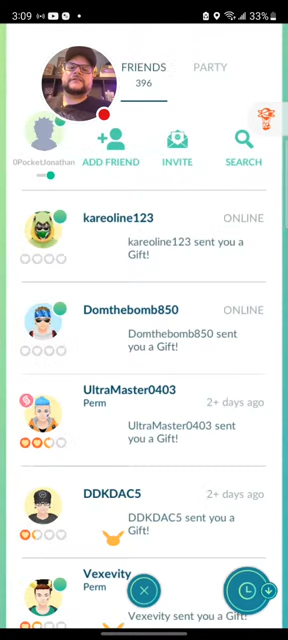 3:09
33%
FRIENDS
PARTY
396
0PocketJonathan
ADD FRIEND
INVITE
SEARCH
kareoline123
ONLINE
kareoline123 sent you a
Gift!
Domthebomb850
ONLINE
Domthebomb850 sent
you a Gift!
UltraMaster0403
Perm
2+ days ago
UltraMaster0403 sent
you a Gift!
DDKDAC5
2+ days ago
DDKDAC5 sent you a
Gift!
Vexevity
Perm
Vexevity sent you a Gift!